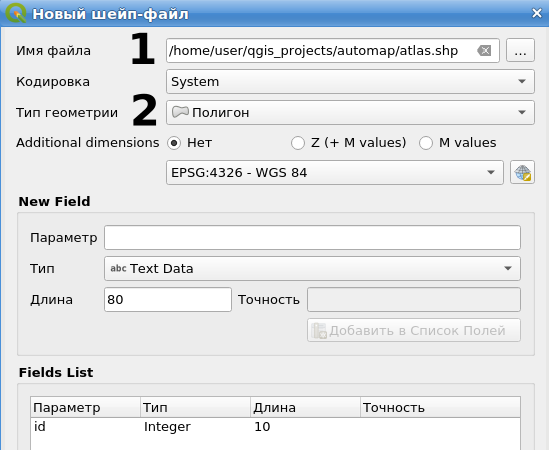 Новый шейп-файл
Имя файла 1 /home/user/qgis_projects/automap/atlas.shp ...
Кодировка System
Тип геометрии 2 Полигон
Additional dimensions Нет Z (+ M values) M values
EPSG:4326 - WGS 84
New Field
Параметр
Тип abc Text Data
Длина 80 Точность
Добавить в Список Полей
Fields List
Параметр Тип Длина Точность
id Integer 10